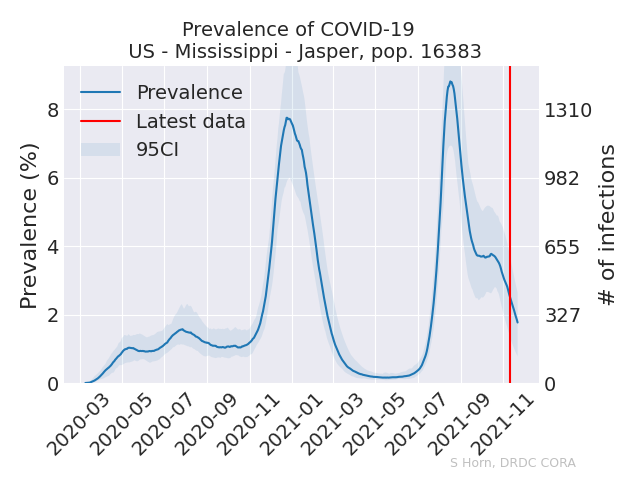 Prevalence of COVID-19
US - Mississippi - Jasper, pop. 16383
Prevalence
Latest data
95CI
Prevalence (%)
8
6
4
2
0
1310
982
655
327
0
# of infections
2020-03
2020-05
2020-07
2020-09
2020-11
2021-01
2021-03
2021-05
2021-07
2021-09
2021-11
S Horn, DRDC CORA